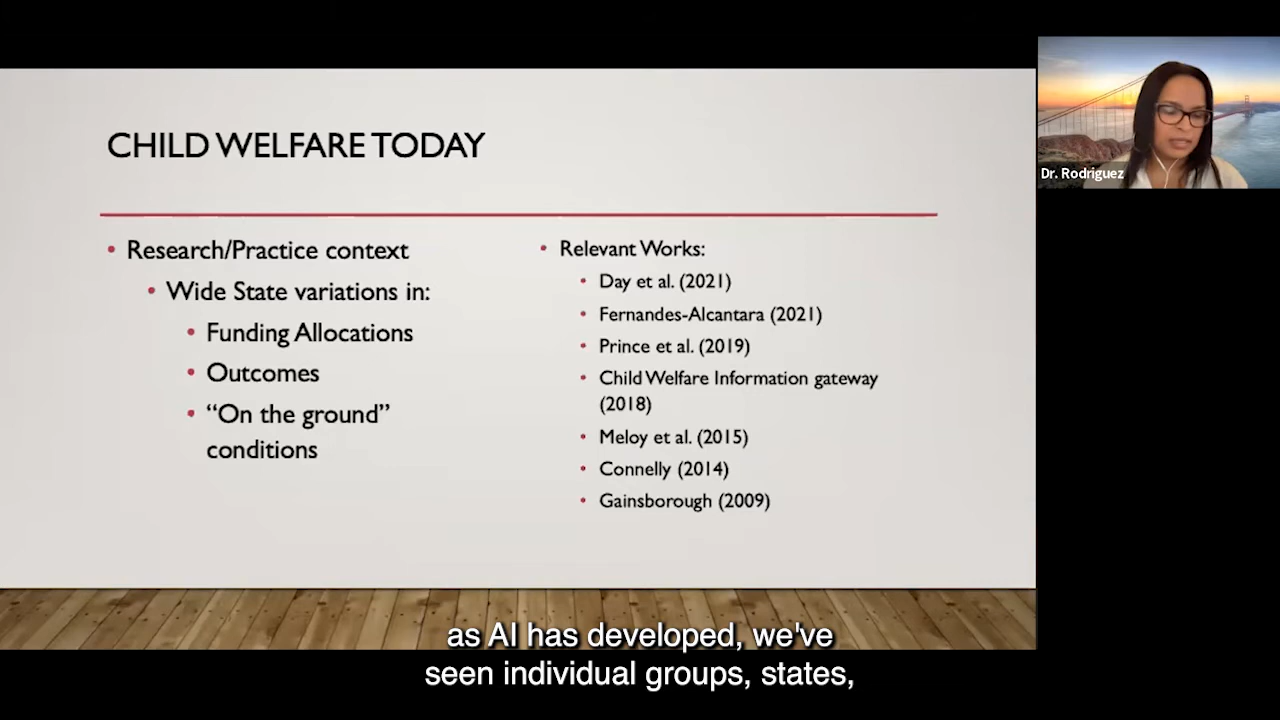 CHILD WELFARE TODAY
• Research/Practice context
• Wide State variations in:
• Funding Allocations
• Outcomes
• “On the ground”
conditions
• Relevant Works:
• Day et al. (2021)
• Fernandes-Alcantara (2021)
• Prince et al. (2019)
• Child Welfare Information gateway
(2018)
• Meloy et al. (2015)
• Connelly (2014)
• Gainsborough (2009)
Dr. Rodriguez
as AI has developed, we've
seen individual groups, states,